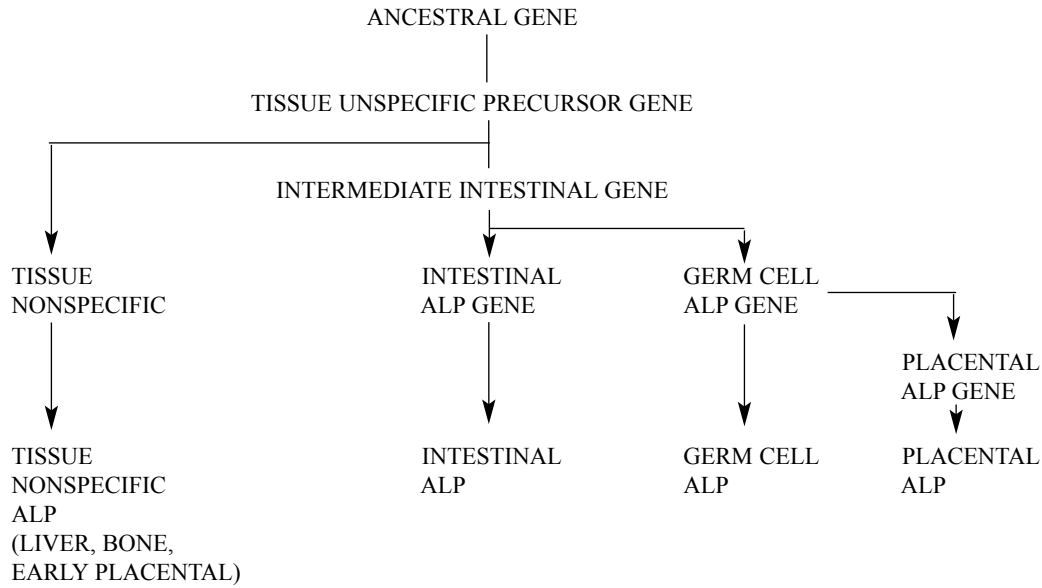 ANCESTRAL GENE
TISSUE UNSPECIFIC PRECURSOR GENE
INTERMEDIATE INTESTINAL GENE
TISSUE
NONSPECIFIC
INTESTINAL
ALP GENE
GERM CELL
ALP GENE
PLACENTAL
ALP GENE
TISSUE
NONSPECIFIC
ALP
(LIVER, BONE,
EARLY PLACENTAL)
INTESTINAL
ALP
GERM CELL
ALP
PLACENTAL
ALP